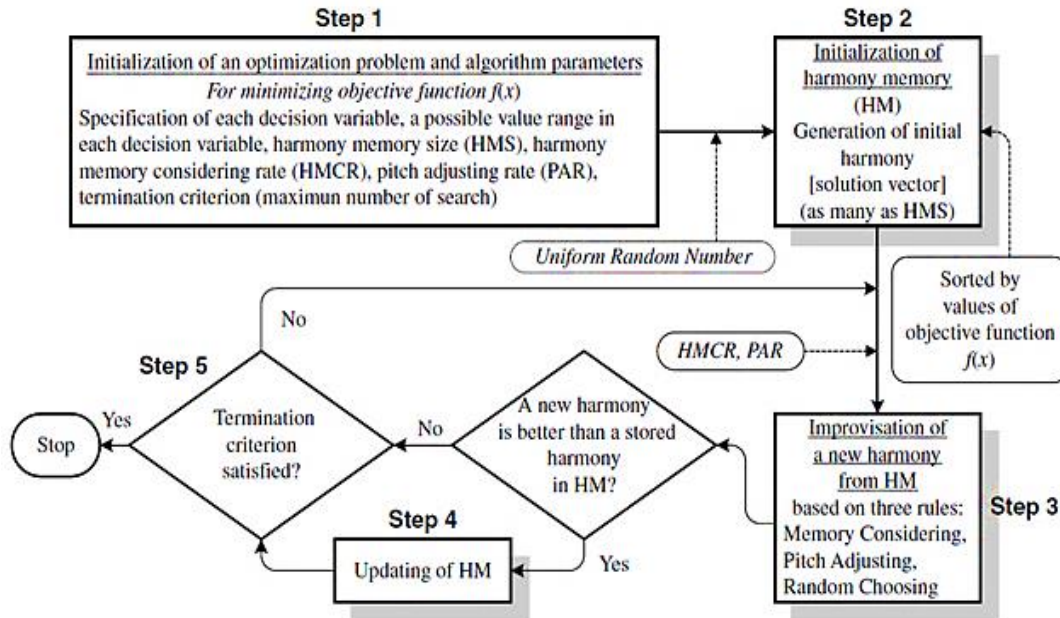 Step 1
Initialization of an optimization problem and algorithm parameters
For minimizing objective function f(x)
Specification of each decision variable, a possible value range in
each decision variable, harmony memory size (HMS), harmony
memory considering rate (HMCR), pitch adjusting rate (PAR),
termination criterion (maximun number of search)
Step 2
Initialization of
harmony memory
(HM)
Generation of initial
harmony
[solution vector]
(as many as HMS)
Uniform Random Number
Sorted by
values of
objective function
f(x)
HMCR, PAR
No
Step 5
Termination
criterion
satisfied?
Yes
Stop
No
A new harmony
is better than a stored
harmony
in HM?
Improvisation of
a new harmony
from HM
based on three rules:
Memory Considering,
Pitch Adjusting,
Random Choosing
Step 3
Step 4
Updating of HM
Yes